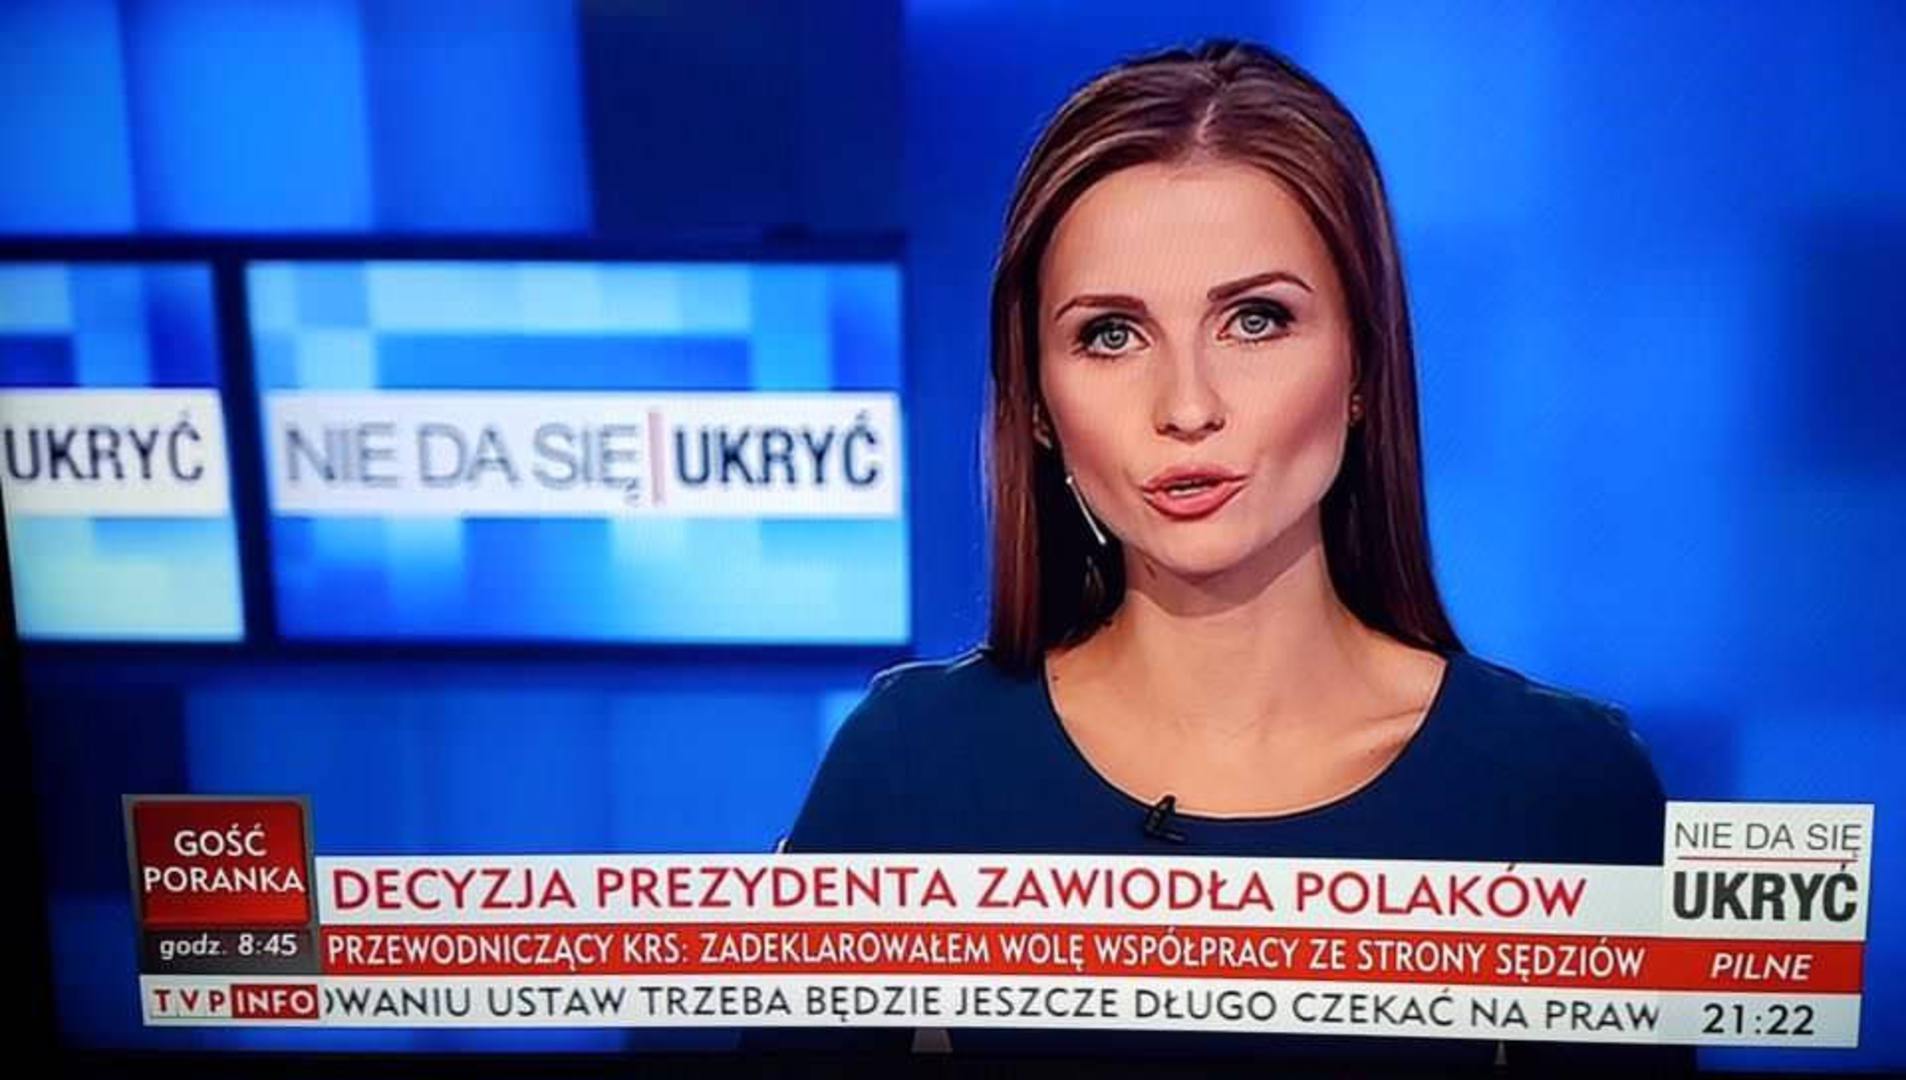 UKRYĆ
NIE DA SIĘ UKRYĆ
GOŚĆ
PORANKA
godz. 8:45
DECYZJA PREZYDENTA ZAWIODŁA POLAKÓW
PRZEWODNICZĄCY KRS: ZADEKLAROWAŁEM WOLĘ WSPÓŁPRACY ZE STRONY SĘDZIÓW
NIE DA SIĘ
UKRYĆ
PILNE
TVP INFO OWANIU USTAW TRZEBA BĘDZIE JESZCZE DŁUGO CZEKAĆ NA PRAW
21:22